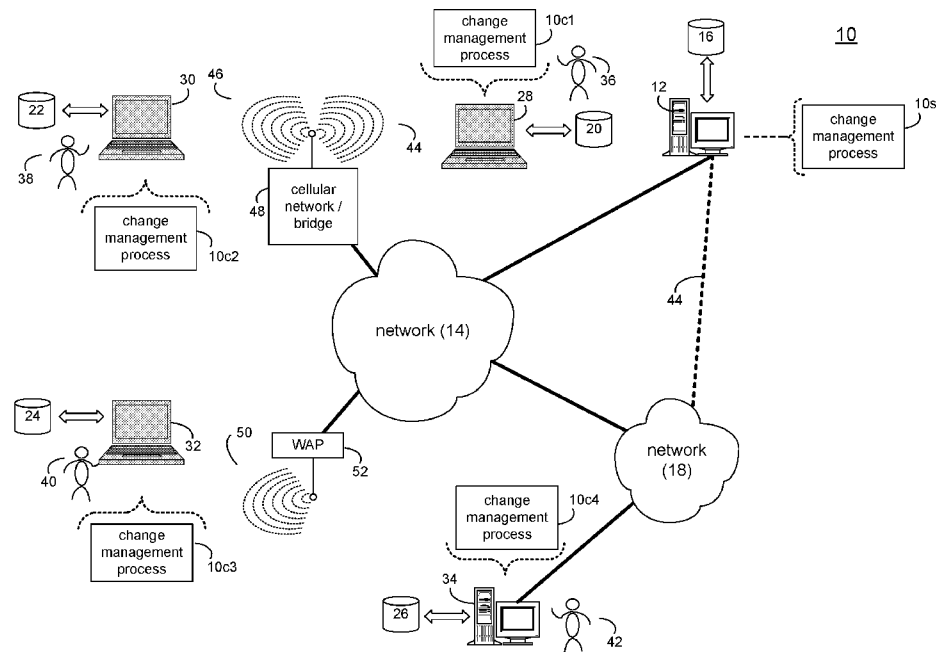 10
change
management
process
10c1
16
46
30
36
12
28
22
20
change
management
process
10s
38
44
48
cellular
network /
bridge
change
management
process
10c2
44
network (14)
24
32
50
WAP
52
40
network
(18)
change
management
process
10c4
change
management
process
10c3
34
26
42